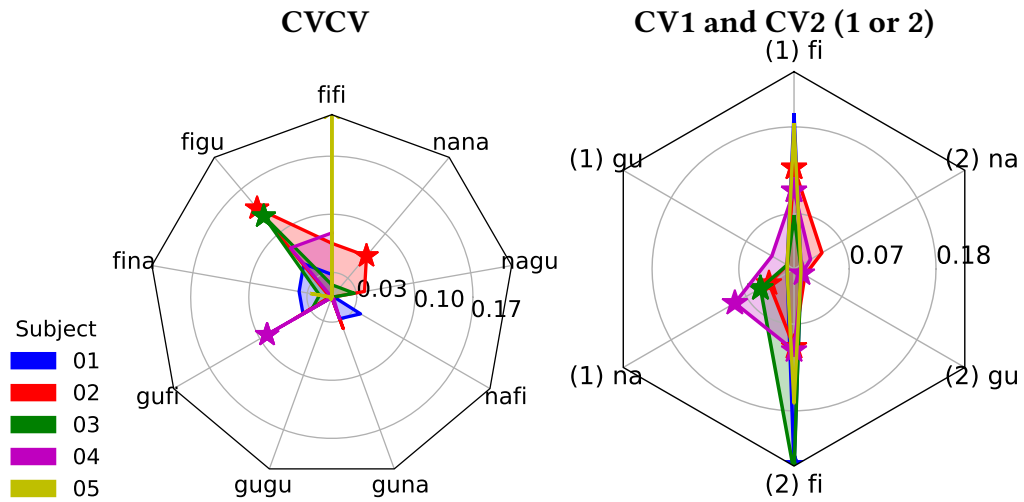 CVCV
CV1 and CV2 (1 or 2)
fifi
figu
nana
fina
nagu
0.03
0.10
0.17
gufi
nafi
gugu
guna
Subject
01
02
03
04
05
(1) fi
(1) gu
(2) na
0.07
0.18
(1) na
(2) gu
(2) fi